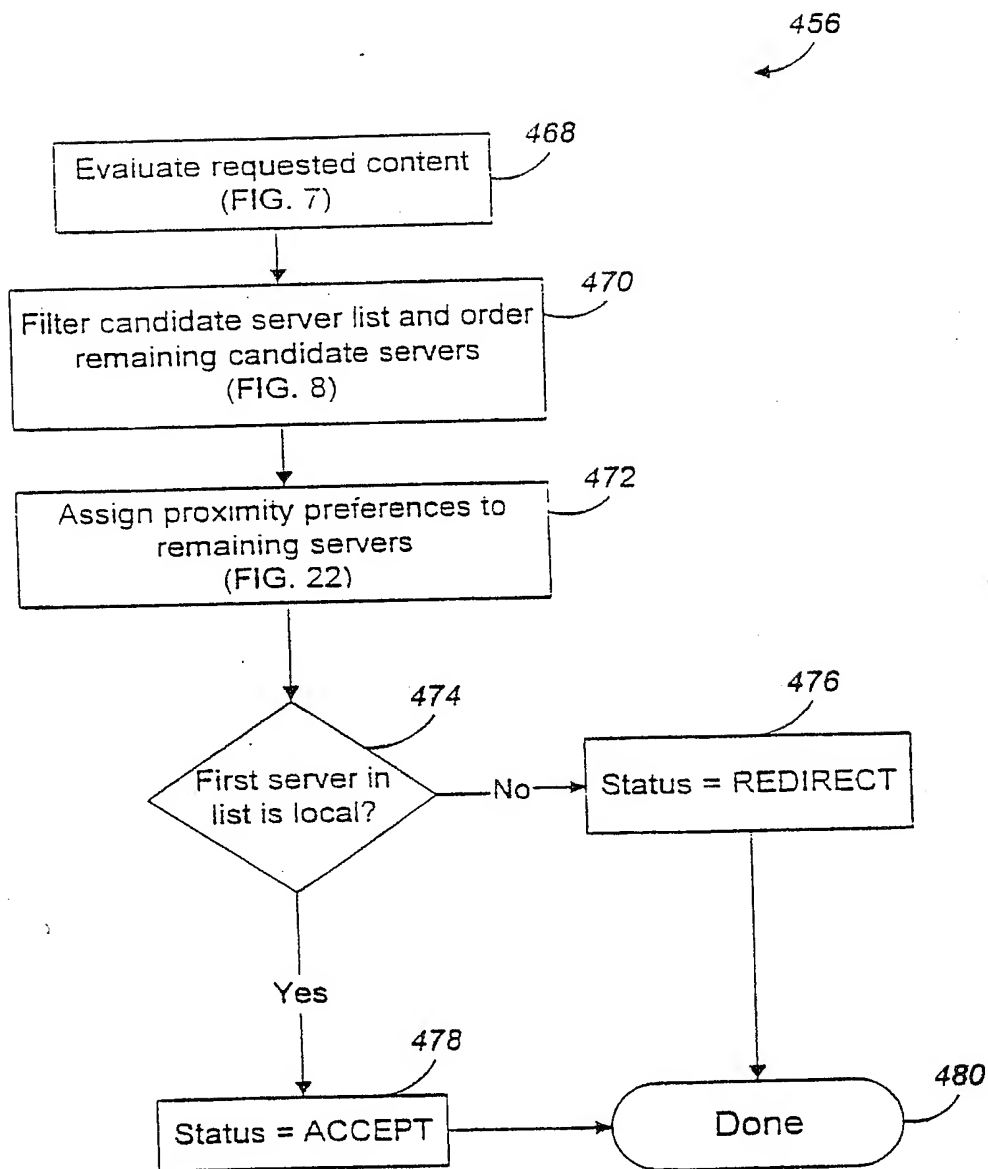 456
468
Evaluate requested content
(FIG. 7)
470
Filter candidate server list and order
remaining candidate servers
(FIG. 8)
472
Assign proximity preferences to
remaining servers
(FIG. 22)
474
First server in
list is local?
No
476
Status = REDIRECT
Yes
478
Status = ACCEPT
480
Done